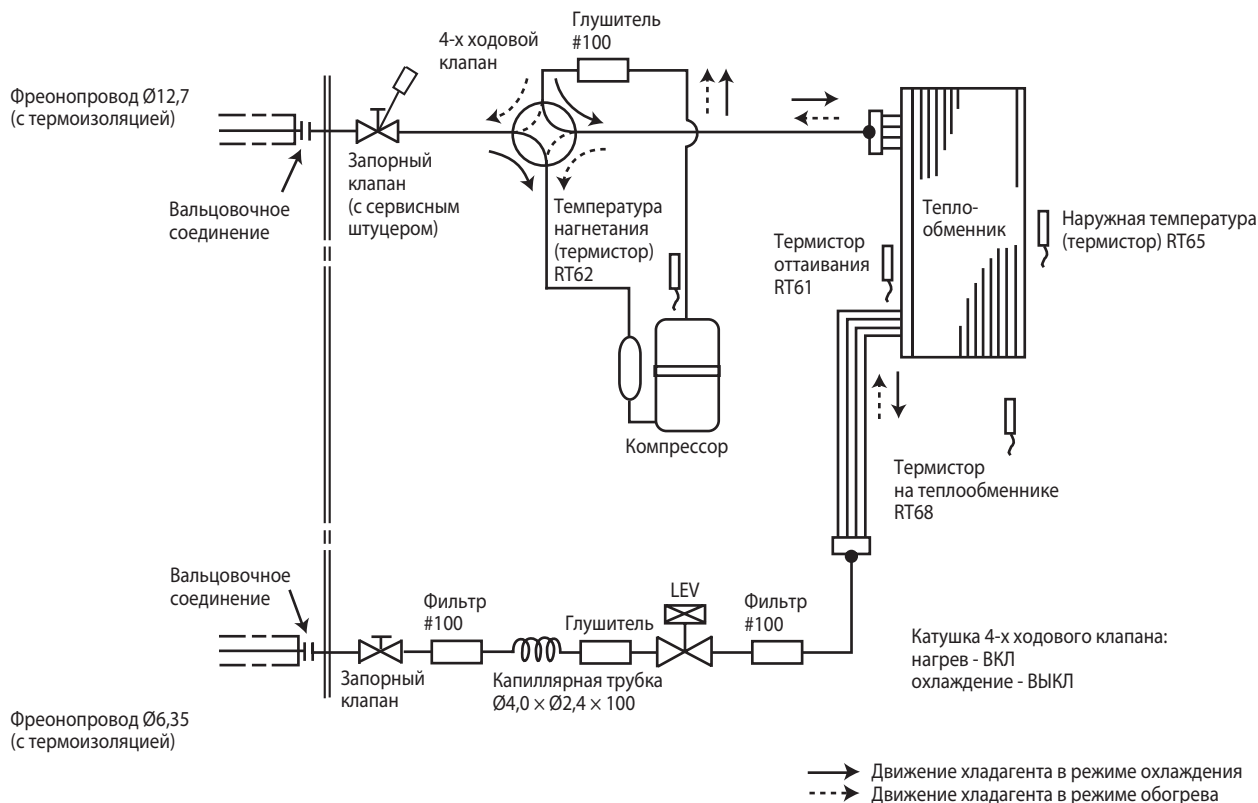 Глушитель
#100
4-х ходовой
клапан
Фреонопровод Ø12,7
(с термоизоляцией)
Запорный
клапан
(с сервисным
штуцером)
Вальцовочное
соединение
Температура
нагнетания
(термистор)
RT62
Тепло-
обменник
Наружная температура
(термистор) RT65
Термистор
оттаивания
RT61
Компрессор
Термистор
на теплообменнике
RT68
Вальцовочное
соединение
Фильтр
#100
Глушитель
LEV
Фильтр
#100
Запорный
клапан
Капиллярная трубка
Ø4,0 × Ø2,4 × 100
Катушка 4-х ходового клапана:
нагрев - ВКЛ
охлаждение - ВЫКЛ
Фреонопровод Ø6,35
(с термоизоляцией)
Движение хладагента в режиме охлаждения
Движение хладагента в режиме обогрева